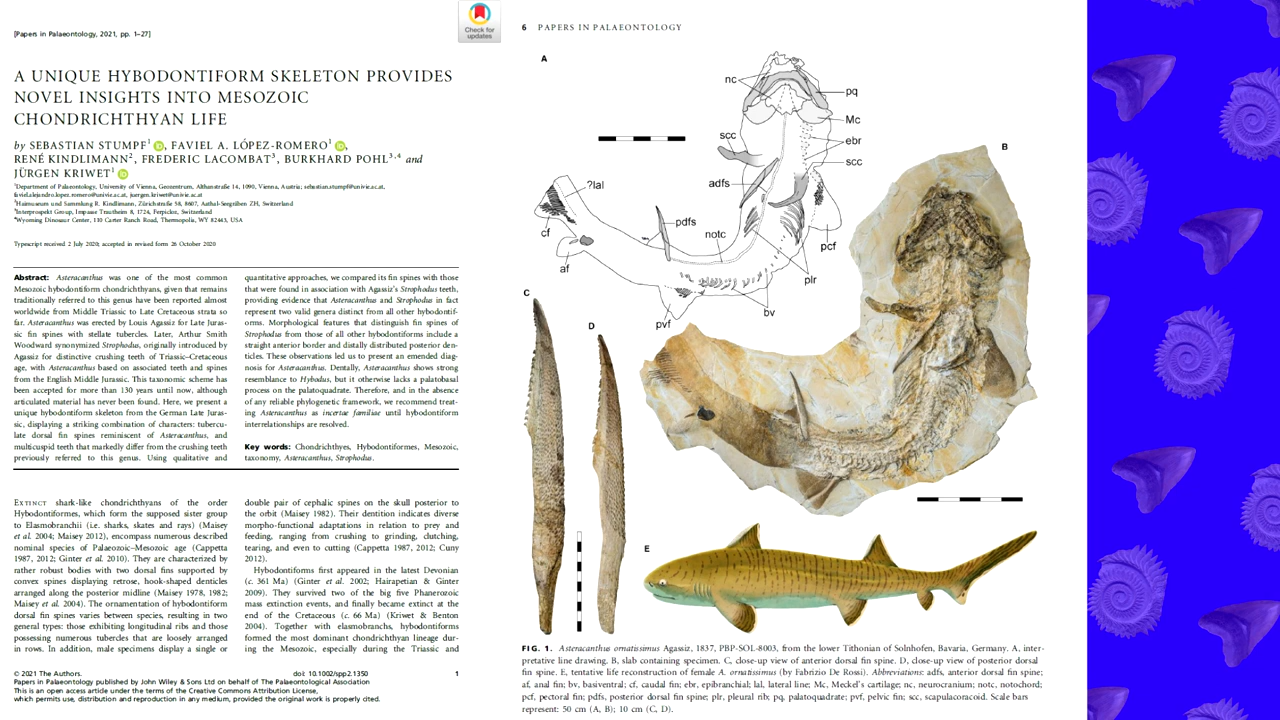 [Papers in Palaeontology, 2021, pp. 1–27]
Check for
updates
A UNIQUE HYBODONTIFORM SKELETON PROVIDES
NOVEL INSIGHTS INTO MESOZOIC
CHONDRICHTHYAN LIFE
by SEBASTIAN STUMPF1 iD, FAVIEL A. LÓPEZ-ROMERO1 iD,
RENÉ KINDLIMANN2, FREDERIC LACOMBAT3, BURKHARD POHL3,4 and
JÜRGEN KRIWET1 iD
1Department of Palaeontology, University of Vienna, Geozentrum, Althanstraße 14, 1090, Vienna, Austria; sebastian.stumpf@univie.ac.at,
faviel.alejandro.lopez.romero@univie.ac.at, juergen.kriwet@univie.ac.at
2Haimuseum und Sammlung R. Kindlimann, Zürichstraße 58, 8607, Aathal-Seegräben ZH, Switzerland
3Interprospekt Group, Impasse Truitheim 8, 1724, Ferpicloz, Switzerland
4Wyoming Dinosaur Center, 110 Carter Ranch Road, Thermopolis, WY 82443, USA
Typescript received 2 July 2020; accepted in revised form 26 October 2020
Abstract: Asteracanthus was one of the most common
Mesozoic hybodontiform chondrichthyans, given that remains
traditionally referred to this genus have been reported almost
worldwide from Middle Triassic to Late Cretaceous strata so
far. Asteracanthus was erected by Louis Agassiz for Late Juras-
sic fin spines with stellate tubercles. Later, Arthur Smith
Woodward synonymized Strophodus, originally introduced by
Agassiz for distinctive crushing teeth of Triassic–Cretaceous
age, with Asteracanthus based on associated teeth and spines
from the English Middle Jurassic. This taxonomic scheme has
been accepted for more than 130 years until now, although
articulated material has never been found. Here, we present a
unique hybodontiform skeleton from the German Late Juras-
sic, displaying a striking combination of characters: tubercu-
late dorsal fin spines reminiscent of Asteracanthus, and
multicuspid teeth that markedly differ from the crushing teeth
previously referred to this genus. Using qualitative and
quantitative approaches, we compared its fin spines with those
that were found in association with Agassiz's Strophodus teeth,
providing evidence that Asteracanthus and Strophodus in fact
represent two valid genera distinct from all other hybodontif-
orms. Morphological features that distinguish fin spines of
Strophodus from those of all other hybodontiforms include a
straight anterior border and distally distributed posterior den-
ticles. These observations led us to present an emended diag-
nosis for Asteracanthus. Dentally, Asteracanthus shows strong
resemblance to Hybodus, but it otherwise lacks a palatobasal
process on the palatoquadrate. Therefore, and in the absence
of any reliable phylogenetic framework, we recommend treat-
ing Asteracanthus as incertae familiae until hybodontiform
interrelationships are resolved.
Key words: Chondrichthyes, Hybodontiformes, Mesozoic,
taxonomy, Asteracanthus, Strophodus.
EXTINCT shark-like chondrichthyans of the order
Hybodontiformes, which form the supposed sister group
to Elasmobranchii (i.e. sharks, skates and rays) (Maisey
et al. 2004; Maisey 2012), encompass numerous described
nominal species of Palaeozoic–Mesozoic age (Cappetta
1987, 2012; Ginter et al. 2010). They are characterized by
rather robust bodies with two dorsal fins supported by
convex spines displaying retrose, hook-shaped denticles
arranged along the posterior midline (Maisey 1978, 1982;
Maisey et al. 2004). The ornamentation of hybodontiform
dorsal fin spines varies between species, resulting in two
general types: those exhibiting longitudinal ribs and those
possessing numerous tubercles that are loosely arranged
in rows. In addition, male specimens display a single or
double pair of cephalic spines on the skull posterior to
the orbit (Maisey 1982). Their dentition indicates diverse
morpho-functional adaptations in relation to prey and
feeding, ranging from crushing to grinding, clutching,
tearing, and even to cutting (Cappetta 1987, 2012; Cuny
2012).
Hybodontiforms first appeared in the latest Devonian
(c. 361 Ma) (Ginter et al. 2002; Hairapetian & Ginter
2009). They survived two of the big five Phanerozoic
mass extinction events, and finally became extinct at the
end of the Cretaceous (c. 66 Ma) (Kriwet & Benton
2004). Together with elasmobranchs, hybodontiforms
formed the most dominant chondrichthyan lineage dur-
ing the Mesozoic, especially during the Triassic and
© 2021 The Authors. doi: 10.1002/spp2.1350 1
Papers in Palaeontology published by John Wiley & Sons Ltd on behalf of The Palaeontological Association
This is an open access article under the terms of the Creative Commons Attribution License,
which permits use, distribution and reproduction in any medium, provided the original work is properly cited.
6 PAPERS IN PALAEONTOLOGY
A
nc
pq
Mc
scc
ebr
scc
B
adfs
?lal
cf
pdfs
notc
pcf
af
plr
bv
pvf
C
D
E
FIG. 1. Asteracanthus ornatissimus Agassiz, 1837, PBP-SOL-8003, from the lower Tithonian of Solnhofen, Bavaria, Germany. A, inter-
pretative line drawing. B, slab containing specimen. C, close-up view of anterior dorsal fin spine. D, close-up view of posterior dorsal
fin spine. E, tentative life reconstruction of female A. ornatissimus (by Fabrizio De Rossi). Abbreviations: adfs, anterior dorsal fin spine;
af, anal fin; bv, basiventral; cf, caudal fin; ebr, epibranchial; lal, lateral line; Mc, Meckel's cartilage; nc, neurocranium; notc, notochord;
pcf, pectoral fin; pdfs, posterior dorsal fin spine; plr, pleural rib; pq, palatoquadrate; pvf, pelvic fin; scc, scapulacoracoid. Scale bars
represent: 50 cm (A, B); 10 cm (C, D).